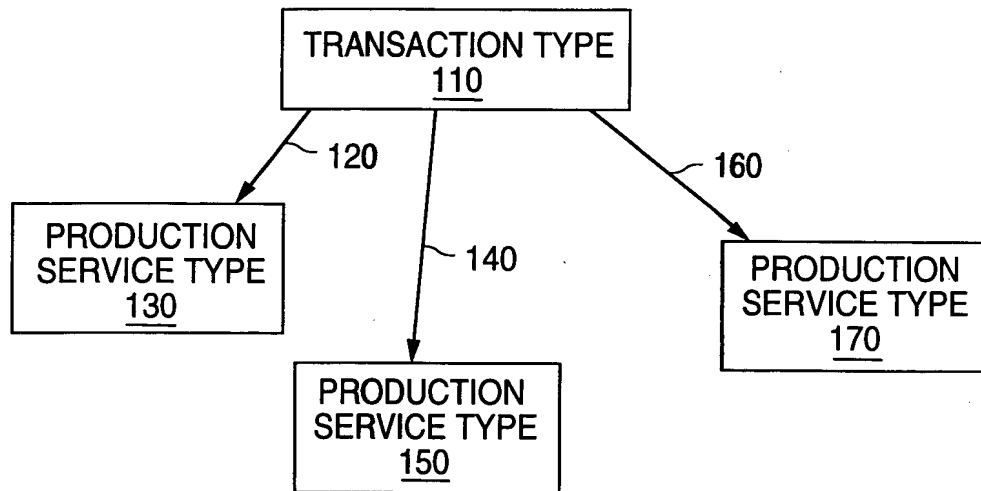 TRANSACTION TYPE
110
120
160
PRODUCTION
SERVICE TYPE
130
140
PRODUCTION
SERVICE TYPE
170
PRODUCTION
SERVICE TYPE
150